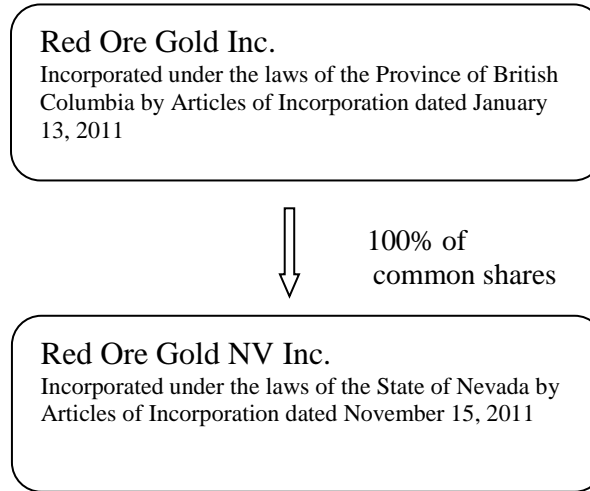 Red Ore Gold Inc.
Incorporated under the laws of the Province of British
Columbia by Articles of Incorporation dated January
13, 2011
100% of
common shares
Red Ore Gold NV Inc.
Incorporated under the laws of the State of Nevada by
Articles of Incorporation dated November 15, 2011